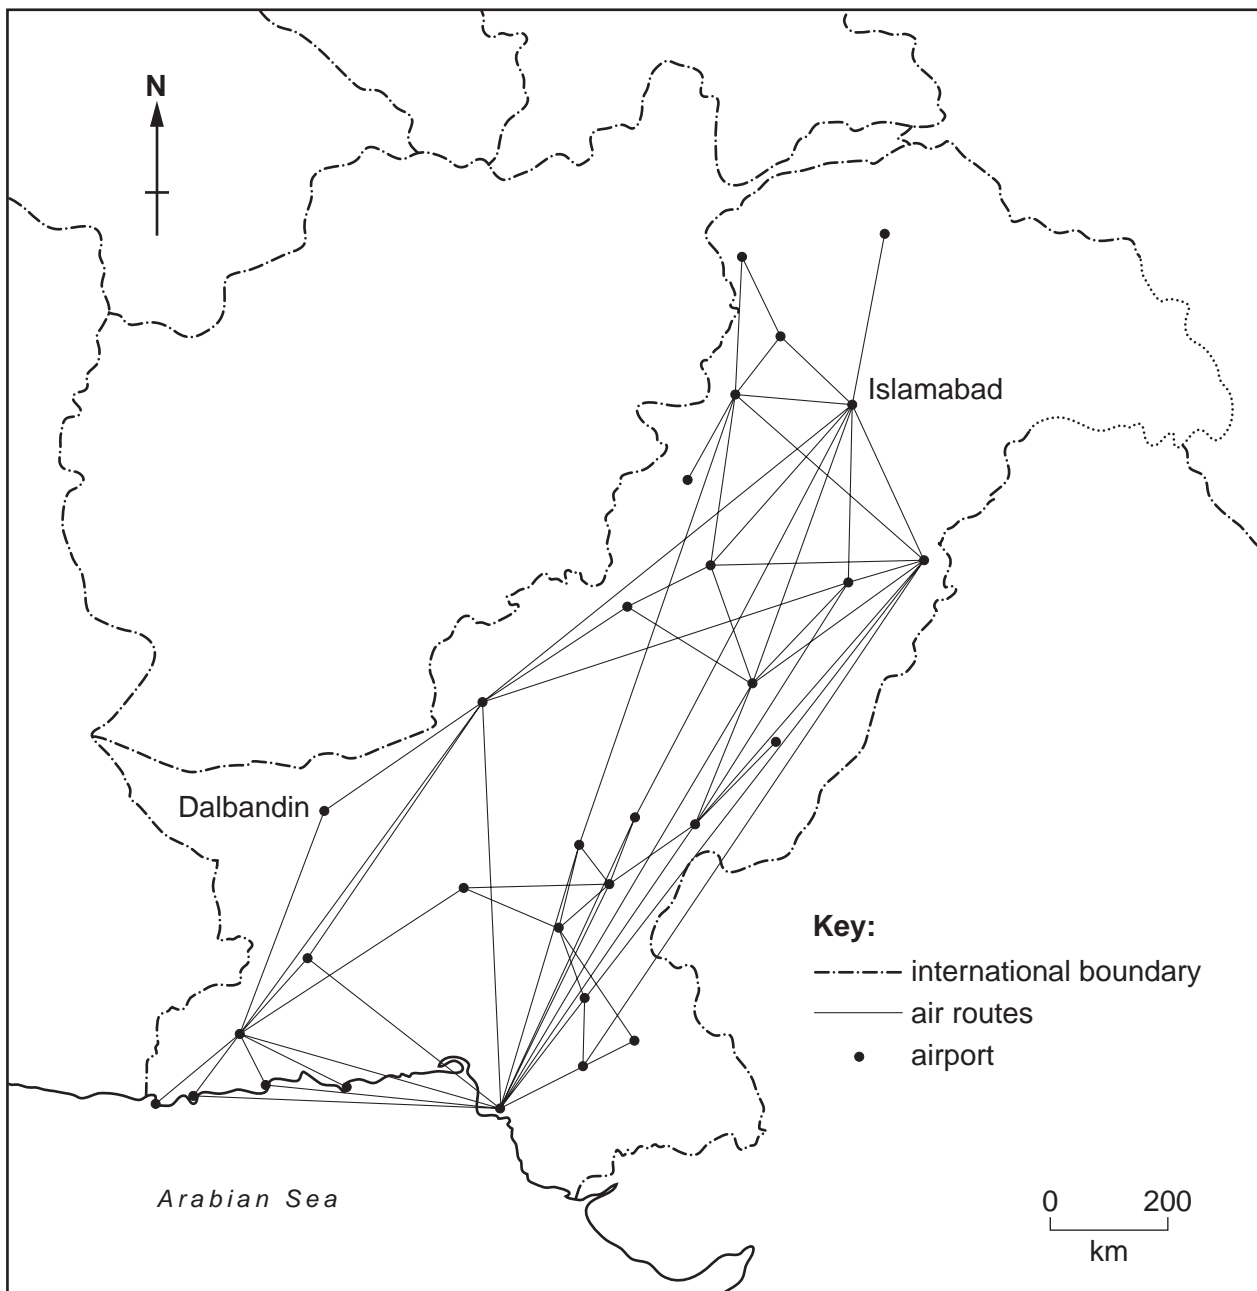 N
Islamabad
Dalbandin
Key:
international boundary
air routes
airport
Arabian Sea
0 200
km